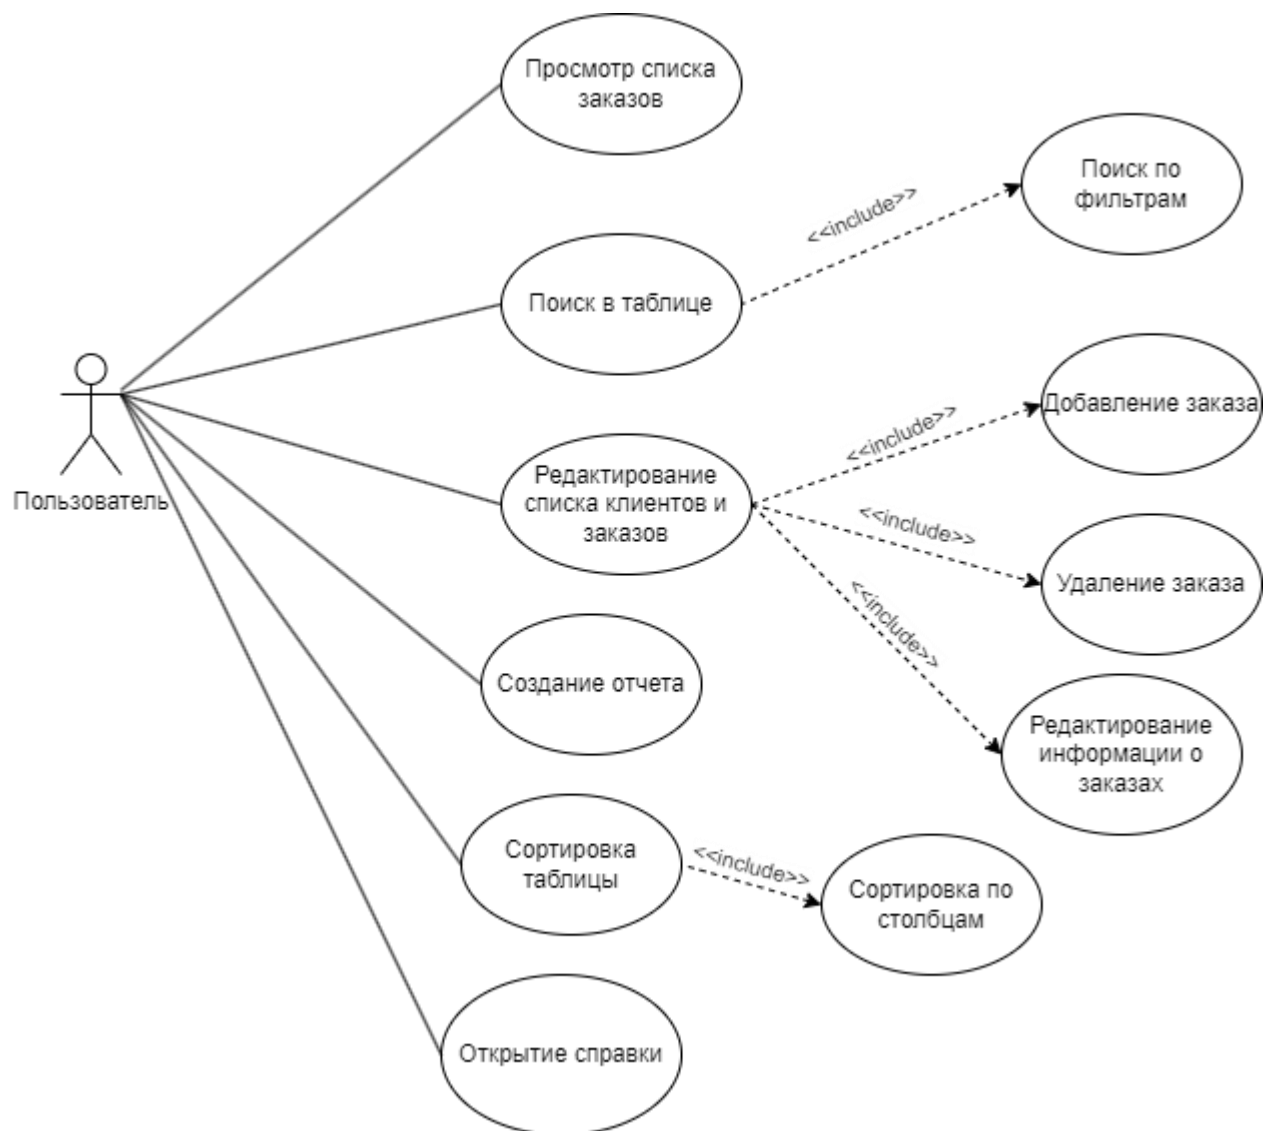 Просмотр списка
заказов
Поиск по
фильтрам
<<include>>
Поиск в таблице
Добавление заказа
<<include>>
Редактирование
списка клиентов и
заказов
Пользователь
<<include>>
Удаление заказа
<<include>>
Создание отчета
Редактирование
информации о
заказах
Сортировка
таблицы
<<include>>
Сортировка по
столбцам
Открытие справки